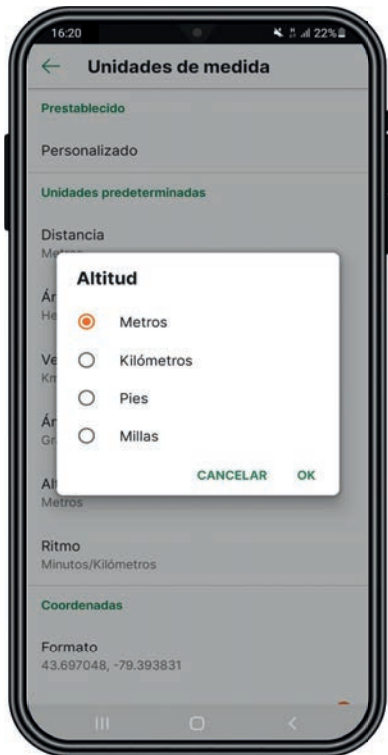 16:20
22%
Unidades de medida
Prestablecido
Personalizado
Unidades predeterminadas
Distancia
Metros
Altitud
Metros
Kilómetros
Pies
Millas
CANCELAR OK
Metros
Ritmo
Minutos/Kilómetros
Coordenadas
Formato
43.697048, -79.393831